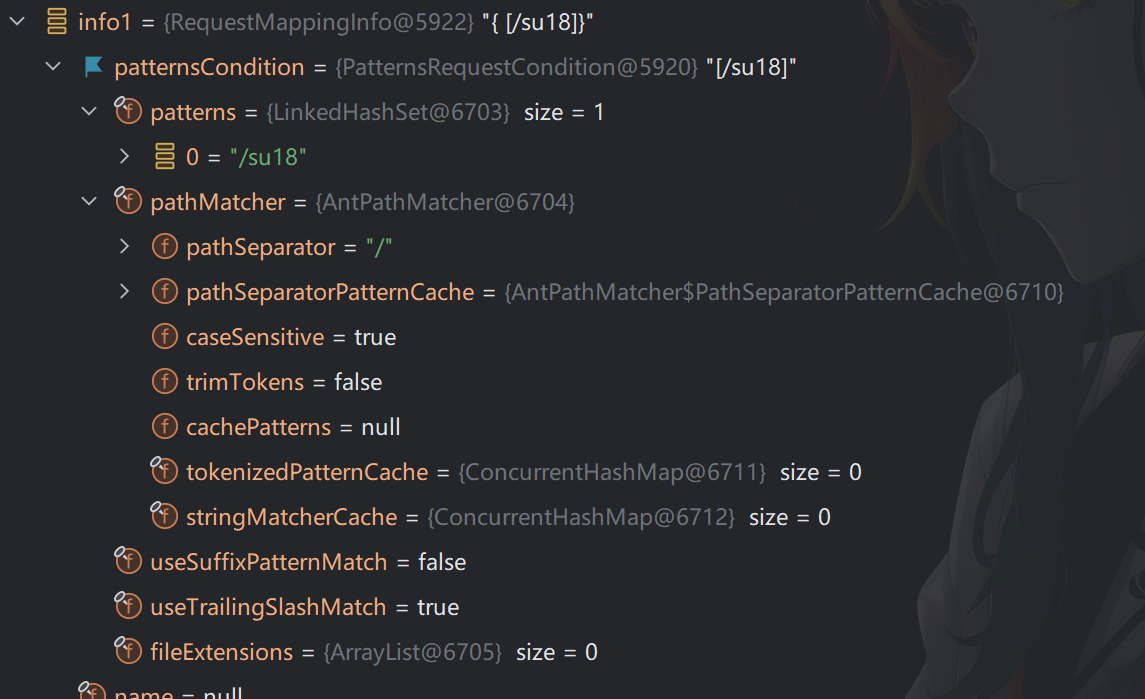 info1 = {RequestMappingInfo@5922} "{ [/su18]}"
patternsCondition = {PatternsRequestCondition@5920} "[/su18]"
patterns = {LinkedHashSet@6703} size = 1
0 = "/su18"
pathMatcher = {AntPathMatcher@6704}
pathSeparator = "/"
pathSeparatorPatternCache = {AntPathMatcher$PathSeparatorPatternCache@6710}
caseSensitive = true
trimTokens = false
cachePatterns = null
tokenizedPatternCache = {ConcurrentHashMap@6711} size = 0
stringMatcherCache = {ConcurrentHashMap@6712} size = 0
useSuffixPatternMatch = false
useTrailingSlashMatch = true
fileExtensions = {ArrayList@6705} size = 0
name = null